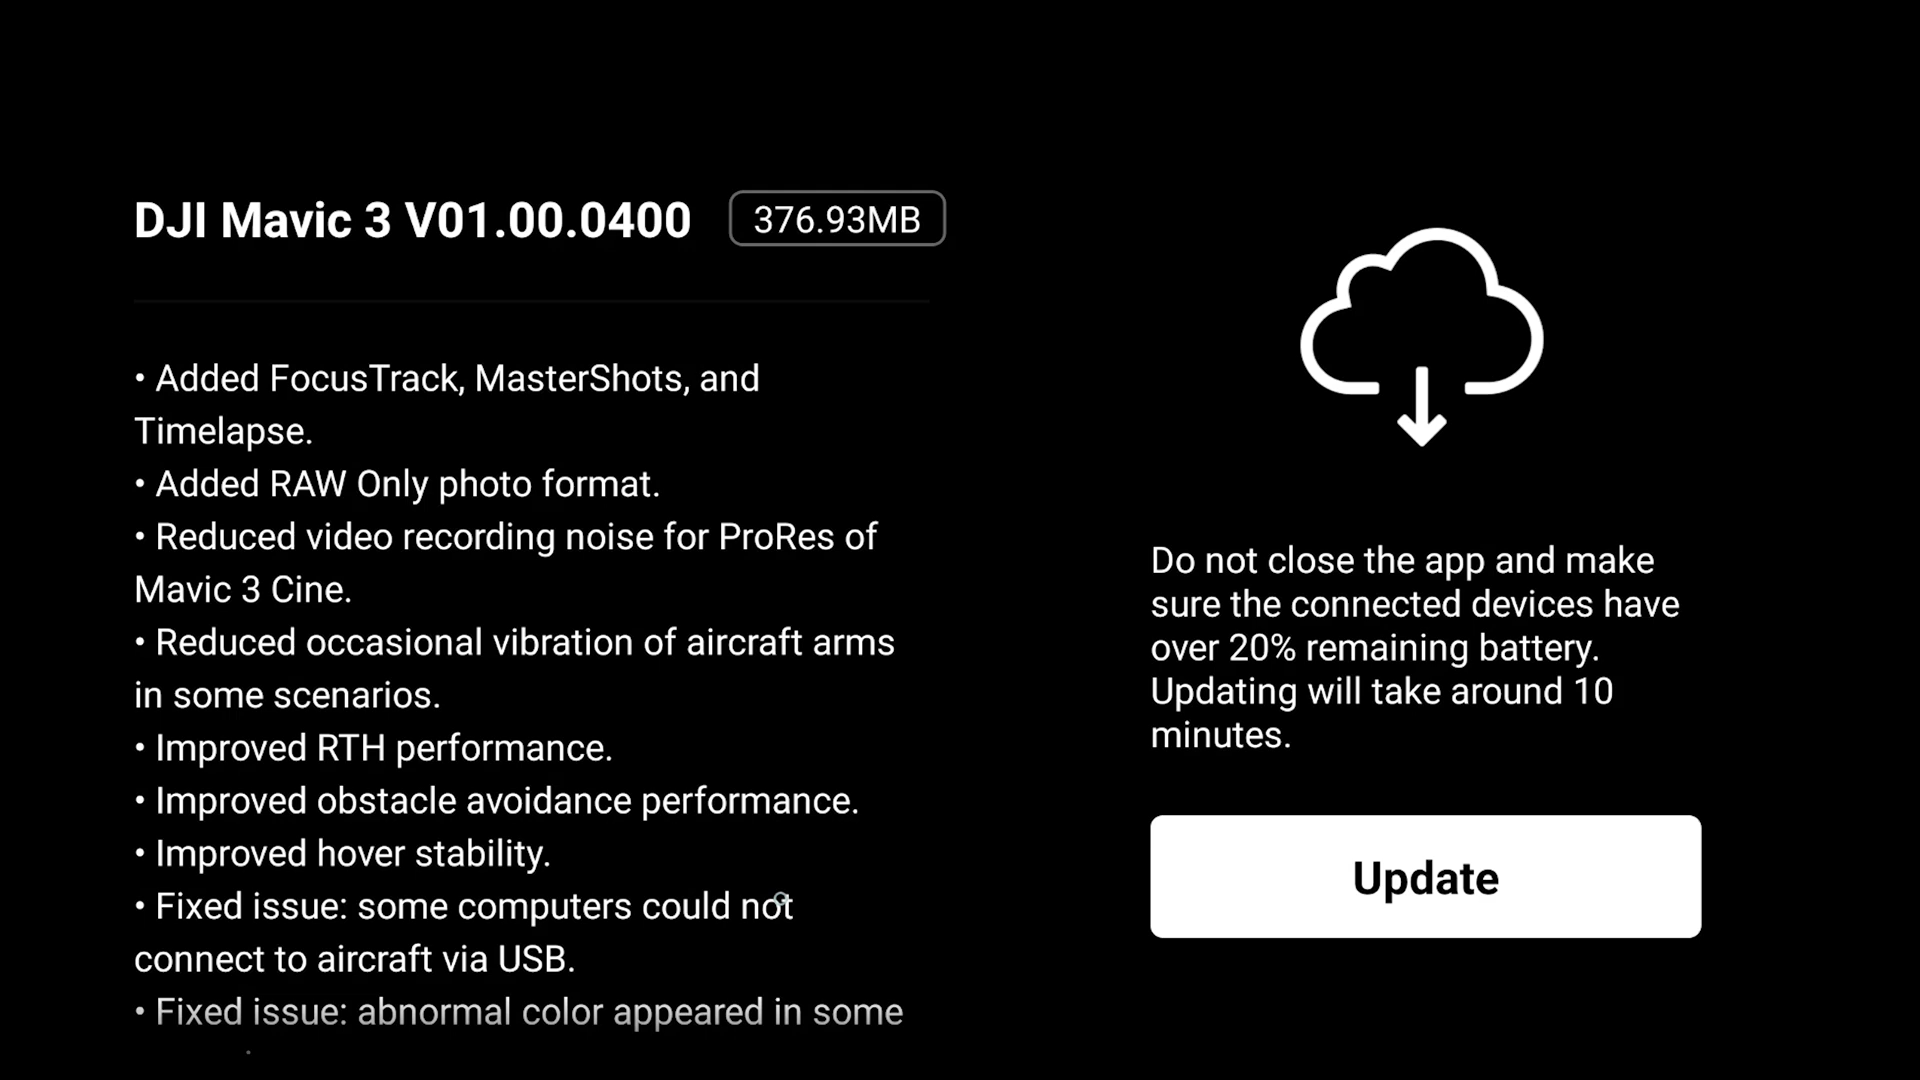 DJI Mavic 3 V01.00.0400 376.93MB
• Added FocusTrack, MasterShots, and
Timelapse.
• Added RAW Only photo format.
• Reduced video recording noise for ProRes of
Mavic 3 Cine.
• Reduced occasional vibration of aircraft arms
in some scenarios.
• Improved RTH performance.
• Improved obstacle avoidance performance.
• Improved hover stability.
• Fixed issue: some computers could not
connect to aircraft via USB.
• Fixed issue: abnormal color appeared in some
Do not close the app and make
sure the connected devices have
over 20% remaining battery.
Updating will take around 10
minutes.
Update